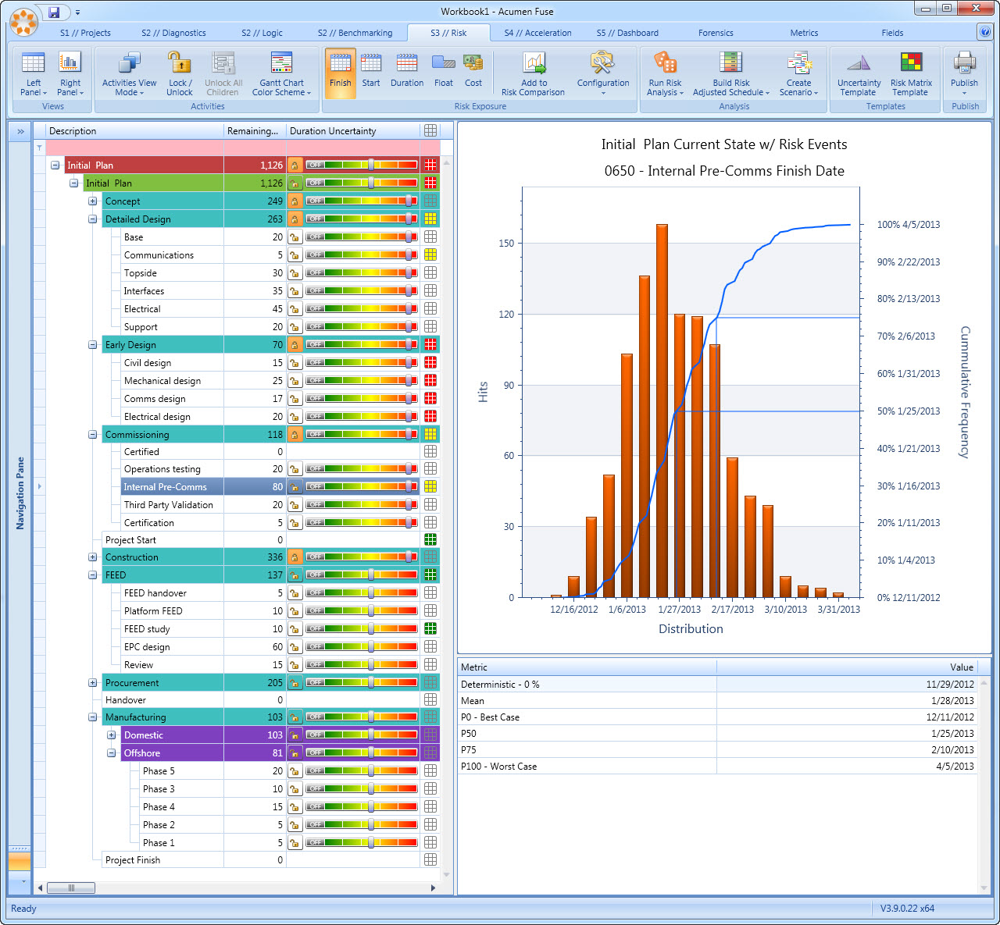 Workbook1 - Acumen Fuse
S1 // Projects S2 // Diagnostics S2 // Logic S2 // Benchmarking S3 // Risk S4 // Acceleration S5 // Dashboard Forensics Metrics Fields
Left Panel Right Panel
Views
Activities View Mode Lock / Unlock Unlock All Children Gantt Chart Color Scheme
Activities
Finish Start Duration Float Cost Add to Risk Comparison Configuration
Risk Exposure
Run Risk Analysis Build Risk Adjusted Schedule Create Scenario
Analysis
Uncertainty Template Risk Matrix Template
Templates
Publish
Publish
Navigation Pane
Description Remaining... Duration Uncertainty
Initial Plan 1,126 OFF
Initial Plan 1,126 OFF
Concept 249 OFF
Detailed Design 263 OFF
Base 20 OFF
Communications 5 OFF
Topside 30 OFF
Interfaces 35 OFF
Electrical 45 OFF
Support 20 OFF
Early Design 70 OFF
Civil design 15 OFF
Mechanical design 25 OFF
Comms design 17 OFF
Electrical design 20 OFF
Commissioning 118 OFF
Certified 0
Operations testing 20 OFF
Internal Pre-Comms 80 OFF
Third Party Validation 20 OFF
Certification 5 OFF
Project Start 0
Construction 336 OFF
FEED 137 OFF
FEED handover 5 OFF
Platform FEED 10 OFF
FEED study 10 OFF
EPC design 60 OFF
Review 15 OFF
Procurement 205 OFF
Handover 0
Manufacturing 103 OFF
Domestic 103 OFF
Offshore 81 OFF
Phase 5 20 OFF
Phase 3 10 OFF
Phase 4 15 OFF
Phase 2 5 OFF
Phase 1 5 OFF
Project Finish 0
Initial Plan Current State w/ Risk Events
0650 - Internal Pre-Comms Finish Date
Hits
150
120
90
60
30
0
100% 4/5/2013
90% 2/22/2013
80% 2/13/2013
70% 2/6/2013
60% 1/31/2013
50% 1/25/2013
40% 1/21/2013
30% 1/16/2013
20% 1/11/2013
10% 1/4/2013
0% 12/11/2012
Cummulative Frequency
12/16/2012 1/6/2013 1/27/2013 2/17/2013 3/10/2013 3/31/2013
Distribution
Metric Value
Deterministic - 0 % 11/29/2012
Mean 1/28/2013
P0 - Best Case 12/11/2012
P50 1/25/2013
P75 2/10/2013
P100 - Worst Case 4/5/2013
Ready
V3.9.0.22 x64